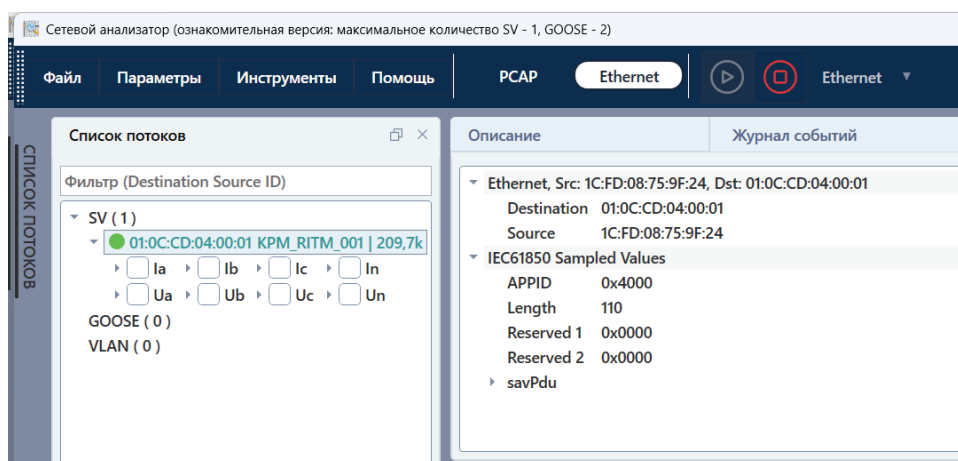 Сетевой анализатор (ознакомительная версия: максимальное количество SV - 1, GOOSE - 2)
Файл Параметры Инструменты Помощь PCAP Ethernet Ethernet
СПИСОК ПОТОКОВ
Список потоков
Фильтр (Destination Source ID)
SV ( 1 )
01:0C:CD:04:00:01 KPM_RITM_001 | 209,7k
Ia Ib Ic In
Ua Ub Uc Un
GOOSE ( 0 )
VLAN ( 0 )
Описание Журнал событий
Ethernet, Src: 1C:FD:08:75:9F:24, Dst: 01:0C:CD:04:00:01
Destination 01:0C:CD:04:00:01
Source 1C:FD:08:75:9F:24
IEC61850 Sampled Values
APPID 0x4000
Length 110
Reserved 1 0x0000
Reserved 2 0x0000
savPdu